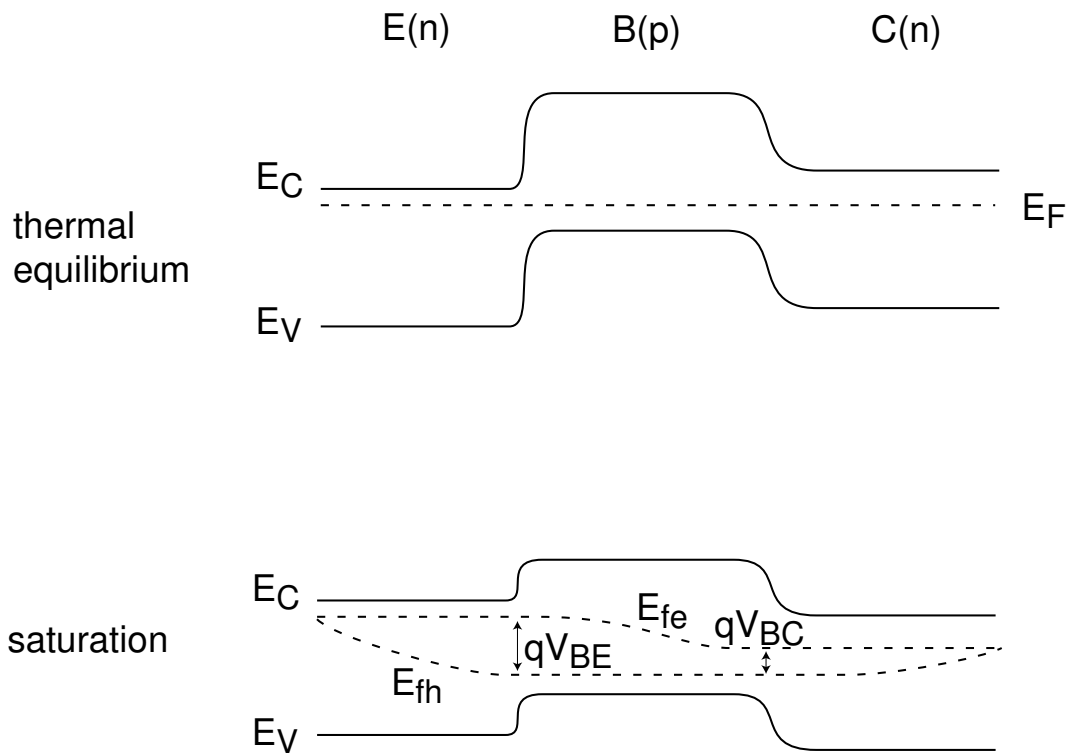 E(n) B(p) C(n)
E_C
E_F
thermal
equilibrium
E_V
E_C
E_fe
qV_BC
saturation
qV_BE
E_fh
E_V